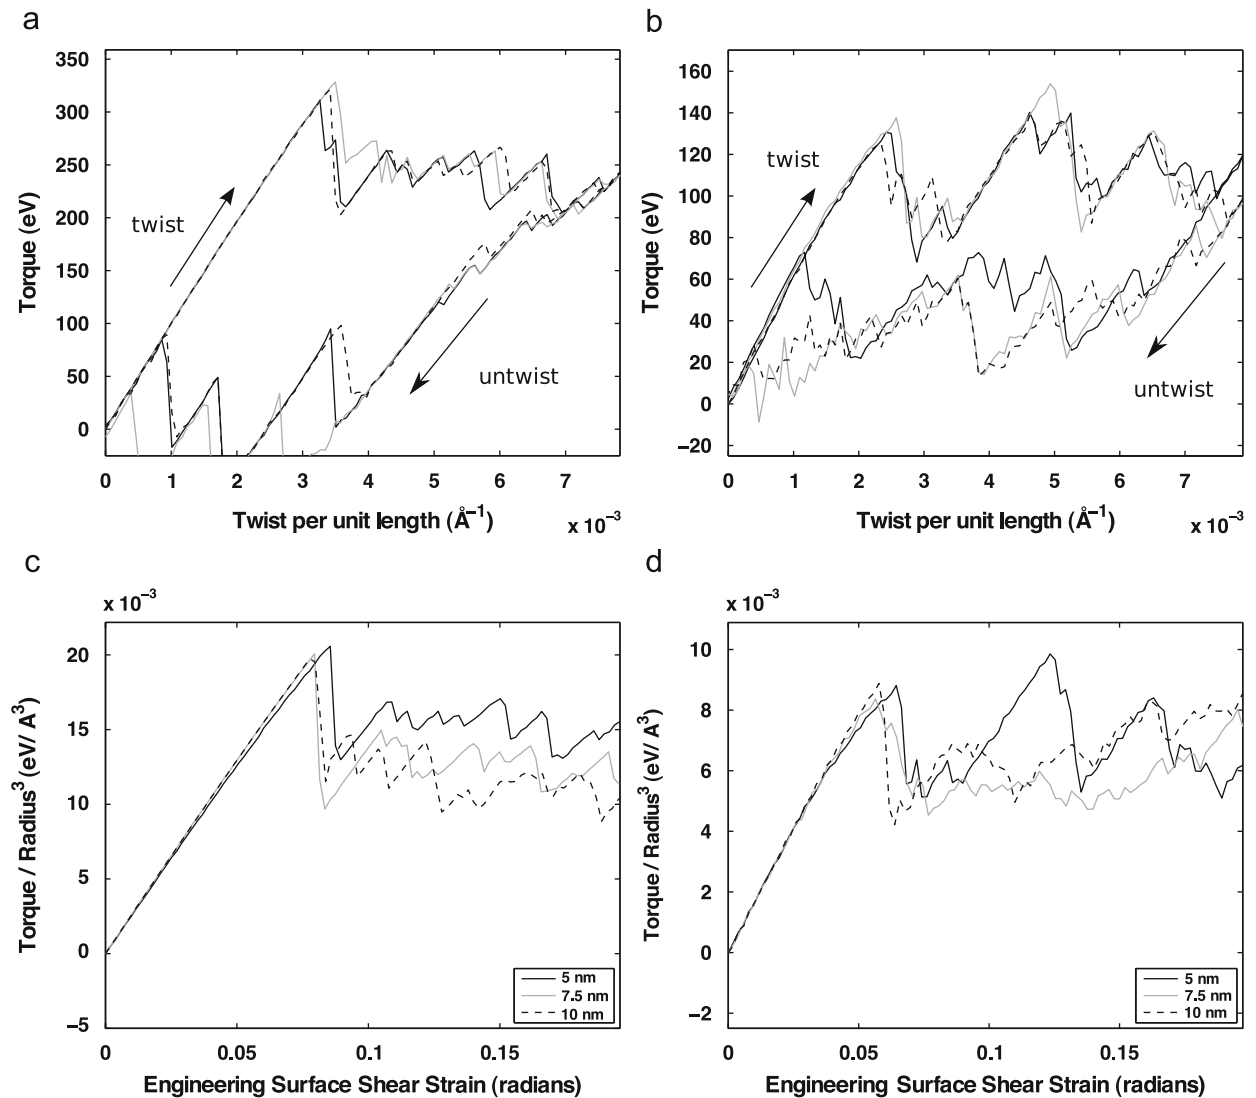 a
350
300
250
200
150
100
50
0
Torque (eV)
twist
untwist
0 1 2 3 4 5 6 7
Twist per unit length (Å⁻¹)
x 10⁻³
b
160
140
120
100
80
60
40
20
0
−20
Torque (eV)
twist
untwist
0 1 2 3 4 5 6 7
Twist per unit length (Å⁻¹)
x 10⁻³
c
x 10⁻³
20
15
10
5
0
−5
Torque / Radius³ (eV/ A³)
5 nm
7.5 nm
10 nm
0 0.05 0.1 0.15
Engineering Surface Shear Strain (radians)
d
x 10⁻³
10
8
6
4
2
0
−2
Torque / Radius³ (eV/ A³)
5 nm
7.5 nm
10 nm
0 0.05 0.1 0.15
Engineering Surface Shear Strain (radians)